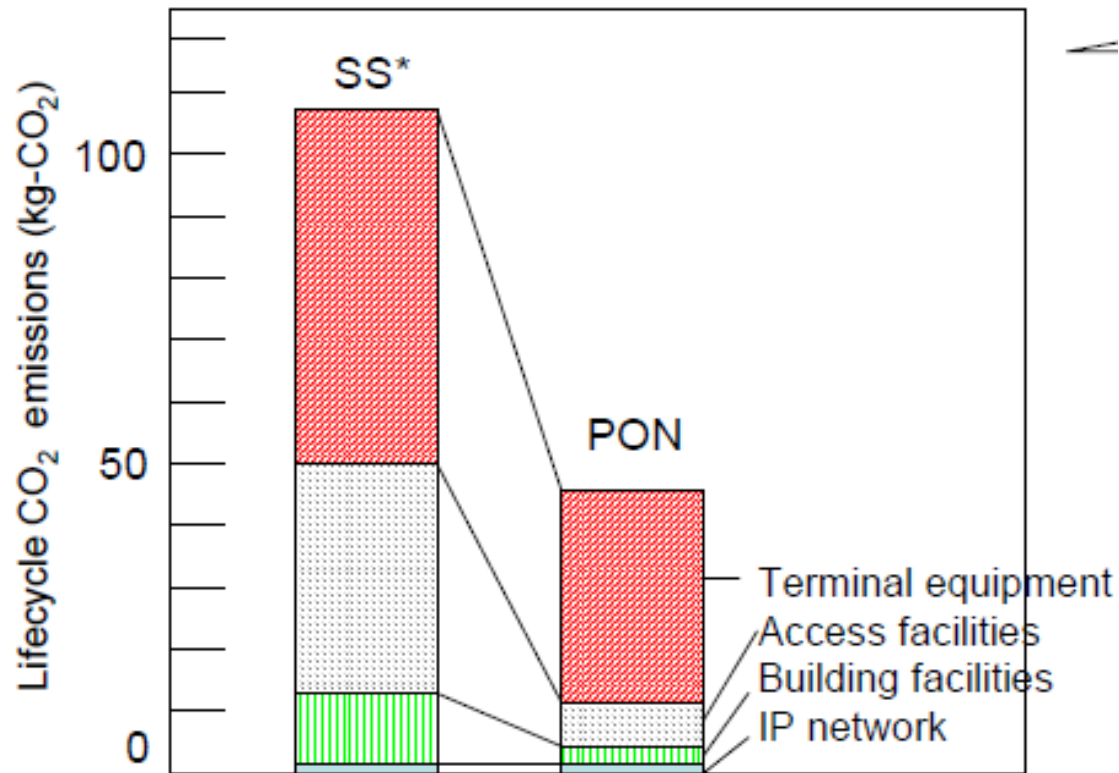 Lifecycle CO₂ emissions (kg-CO₂)
100
50
0
SS*
PON
Terminal equipment
Access facilities
Building facilities
IP network